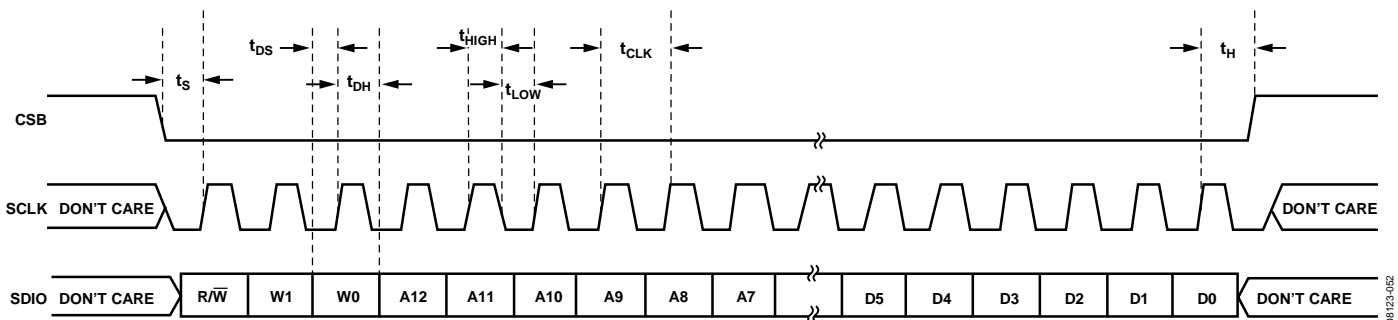 tDS
tHIGH
tCLK
tH
tS
tDH
tLOW
CSB
SCLK DON'T CARE
DON'T CARE
SDIO DON'T CARE R/W̅ W1 W0 A12 A11 A10 A9 A8 A7 D5 D4 D3 D2 D1 D0 DON'T CARE
08123-052